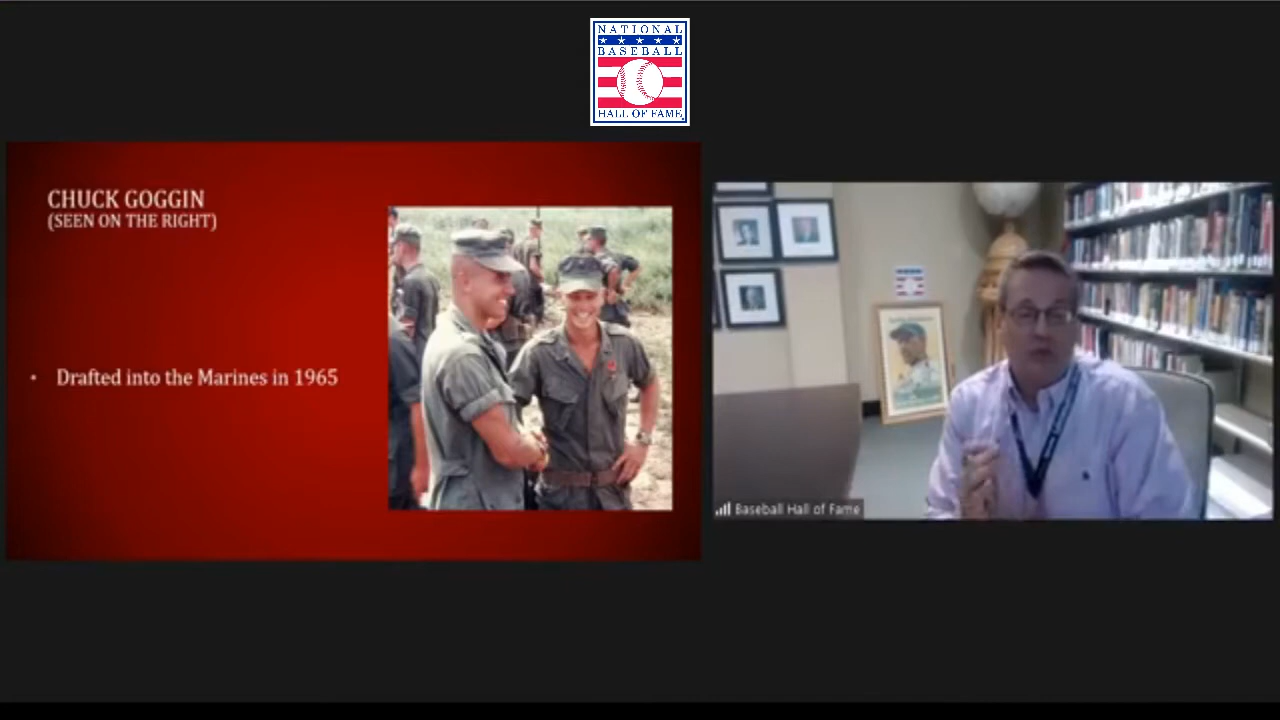 NATIONAL
BASEBALL
HALL OF FAME
CHUCK GOGGIN
(SEEN ON THE RIGHT)
• Drafted into the Marines in 1965
Baseball Hall of Fame